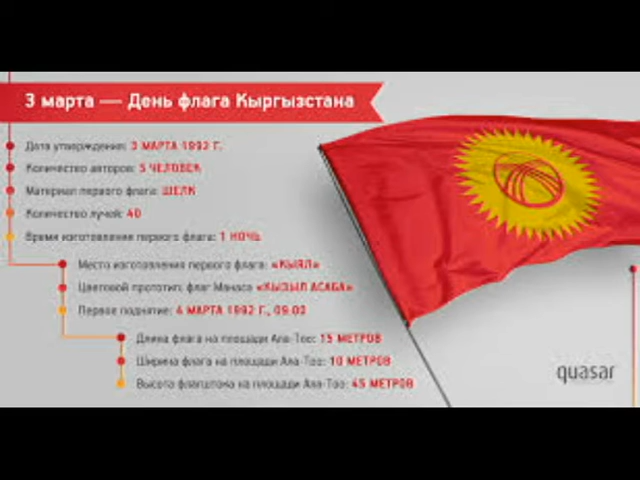 3 марта — День флага Кыргызстана
Дата утверждения: 3 МАРТА 1992 Г.
Количество авторов: 5 ЧЕЛОВЕК
Материал первого флага: ШЕЛК
Количество лучей: 40
Время изготовления первого флага: 1 НОЧЬ
Место изготовления первого флага: «КЫЯЛ»
Цветовой прототип: флаг Манаса «КЫЗЫЛ АСАБА»
Первое поднятие: 4 МАРТА 1992 Г., 09:00
Длина флага на площади Ала-Тоо: 15 МЕТРОВ
Ширина флага на площади Ала-Тоо: 10 МЕТРОВ
Высота флагштока на площади Ала-Тоо: 45 МЕТРОВ
quasar